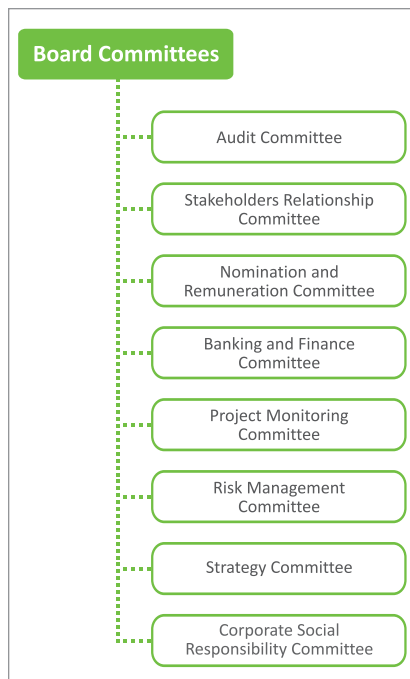 Board Committees
Audit Committee
Stakeholders Relationship
Committee
Nomination and
Remuneration Committee
Banking and Finance
Committee
Project Monitoring
Committee
Risk Management
Committee
Strategy Committee
Corporate Social
Responsibility Committee